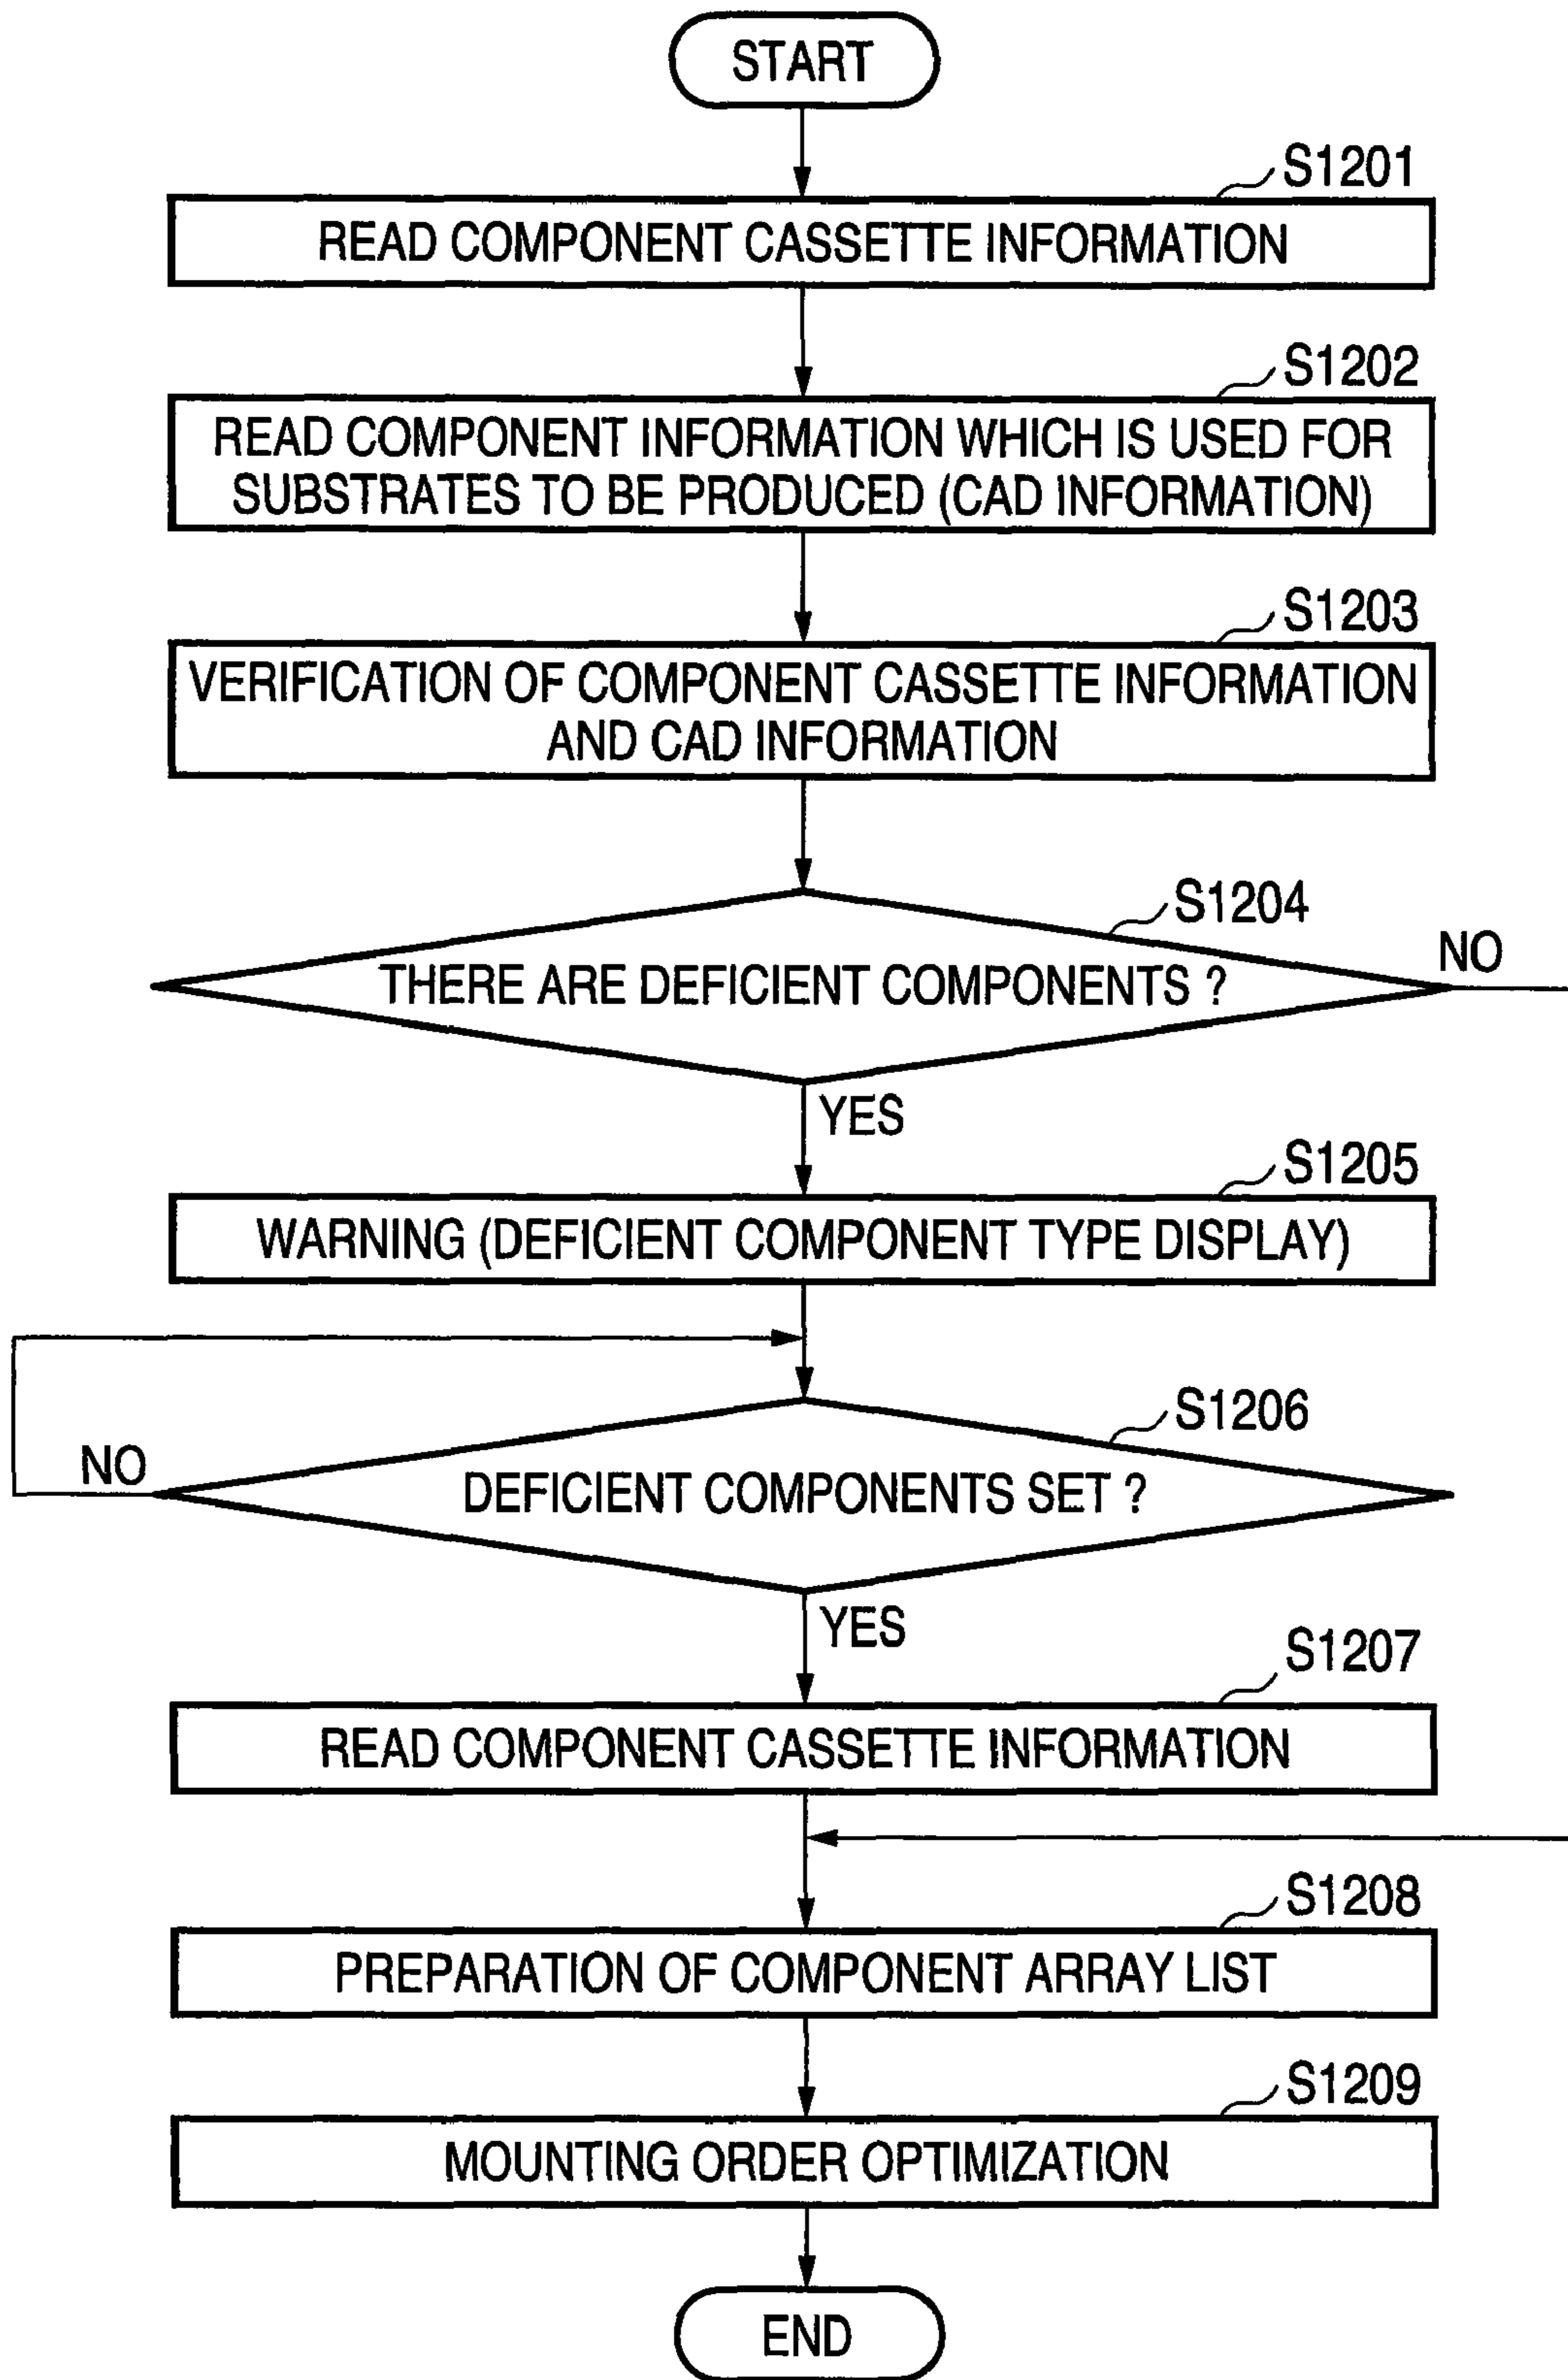 START
S1201
READ COMPONENT CASSETTE INFORMATION
S1202
READ COMPONENT INFORMATION WHICH IS USED FOR
SUBSTRATES TO BE PRODUCED (CAD INFORMATION)
S1203
VERIFICATION OF COMPONENT CASSETTE INFORMATION
AND CAD INFORMATION
S1204
THERE ARE DEFICIENT COMPONENTS ?
NO
YES
S1205
WARNING (DEFICIENT COMPONENT TYPE DISPLAY)
S1206
DEFICIENT COMPONENTS SET ?
NO
YES
S1207
READ COMPONENT CASSETTE INFORMATION
S1208
PREPARATION OF COMPONENT ARRAY LIST
S1209
MOUNTING ORDER OPTIMIZATION
END